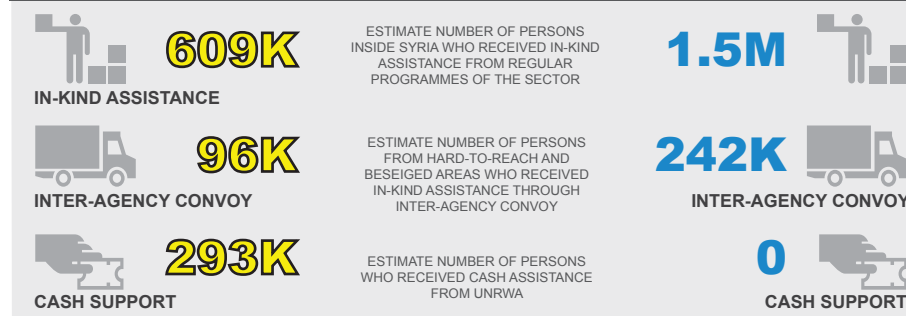 609K
IN-KIND ASSISTANCE
ESTIMATE NUMBER OF PERSONS
INSIDE SYRIA WHO RECEIVED IN-KIND
ASSISTANCE FROM REGULAR
PROGRAMMES OF THE SECTOR
1.5M
96K
INTER-AGENCY CONVOY
ESTIMATE NUMBER OF PERSONS
FROM HARD-TO-REACH AND
BESEIGED AREAS WHO RECEIVED
IN-KIND ASSISTANCE THROUGH
INTER-AGENCY CONVOY
242K
INTER-AGENCY CONVOY
293K
CASH SUPPORT
ESTIMATE NUMBER OF PERSONS
WHO RECEIVED CASH ASSISTANCE
FROM UNRWA
0
CASH SUPPORT